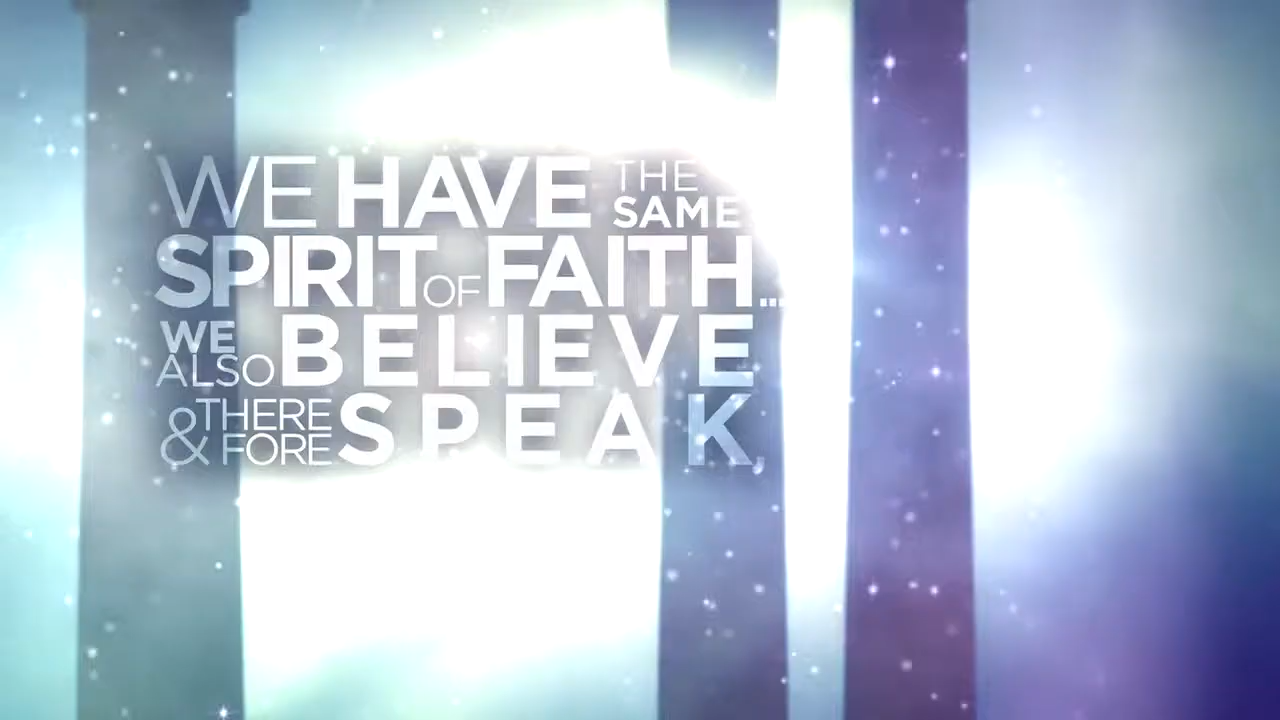 WE HAVE THE SAME
SPIRIT OF FAITH...
WE ALSO BELIEVE
& THERE FORE SPEAK,